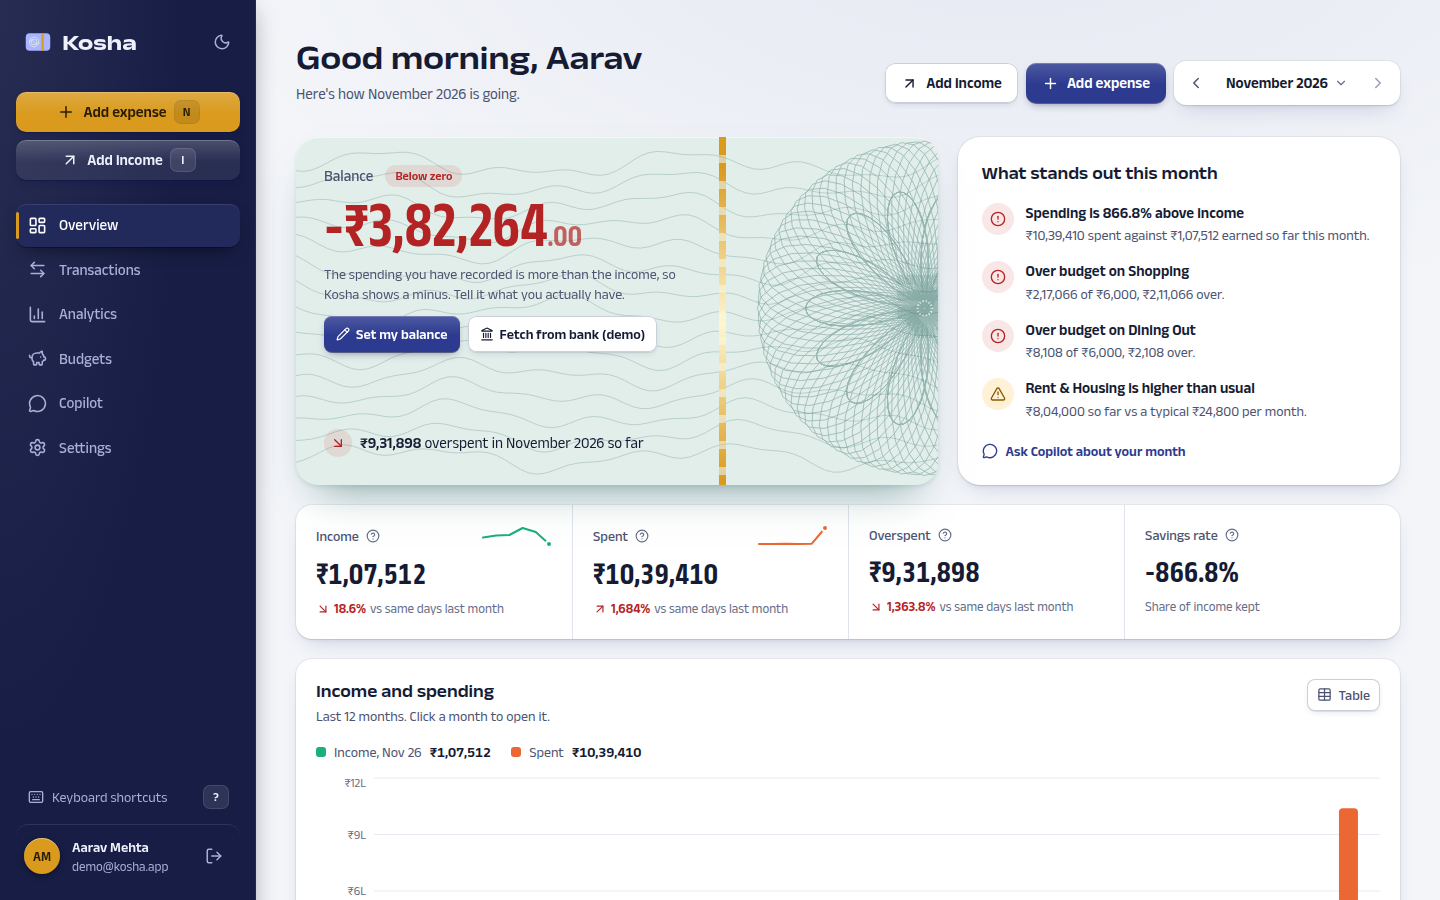 Kosha
Add expense N
Add income I
Overview
Transactions
Analytics
Budgets
Copilot
Settings
Keyboard shortcuts ?
AM
Aarav Mehta
demo@kosha.app
Good morning, Aarav
Here's how November 2026 is going.
Add income
Add expense
November 2026
Balance Below zero
-₹3,82,264.00
The spending you have recorded is more than the income, so
Kosha shows a minus. Tell it what you actually have.
Set my balance
Fetch from bank (demo)
₹9,31,898 overspent in November 2026 so far
What stands out this month
Spending is 866.8% above income
₹10,39,410 spent against ₹1,07,512 earned so far this month.
Over budget on Shopping
₹2,17,066 of ₹6,000, ₹2,11,066 over.
Over budget on Dining Out
₹8,108 of ₹6,000, ₹2,108 over.
Rent & Housing is higher than usual
₹8,04,000 so far vs a typical ₹24,800 per month.
Ask Copilot about your month
Income
₹1,07,512
18.6% vs same days last month
Spent
₹10,39,410
1,684% vs same days last month
Overspent
₹9,31,898
1,363.8% vs same days last month
Savings rate
-866.8%
Share of income kept
Income and spending
Last 12 months. Click a month to open it.
Table
Income, Nov 26 ₹1,07,512 Spent ₹10,39,410
₹12L
₹9L
₹6L